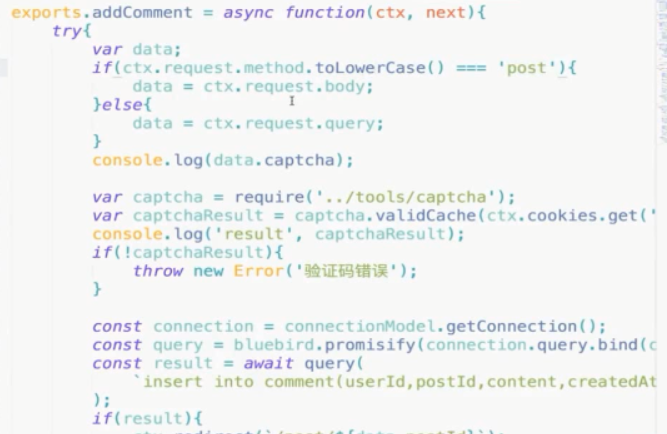 exports.addComment = async function(ctx, next){
try{
var data;
if(ctx.request.method.toLowerCase() === 'post'){
data = ctx.request.body;
}else{
data = ctx.request.query;
}
console.log(data.captcha);
var captcha = require('../tools/captcha');
var captchaResult = captcha.validCache(ctx.cookies.get('
console.log('result', captchaResult);
if(!captchaResult){
throw new Error('验证码错误');
}
const connection = connectionModel.getConnection();
const query = bluebird.promisify(connection.query.bind(c
const result = await query(
`insert into comment(userId,postId,content,createdAt
);
if(result){